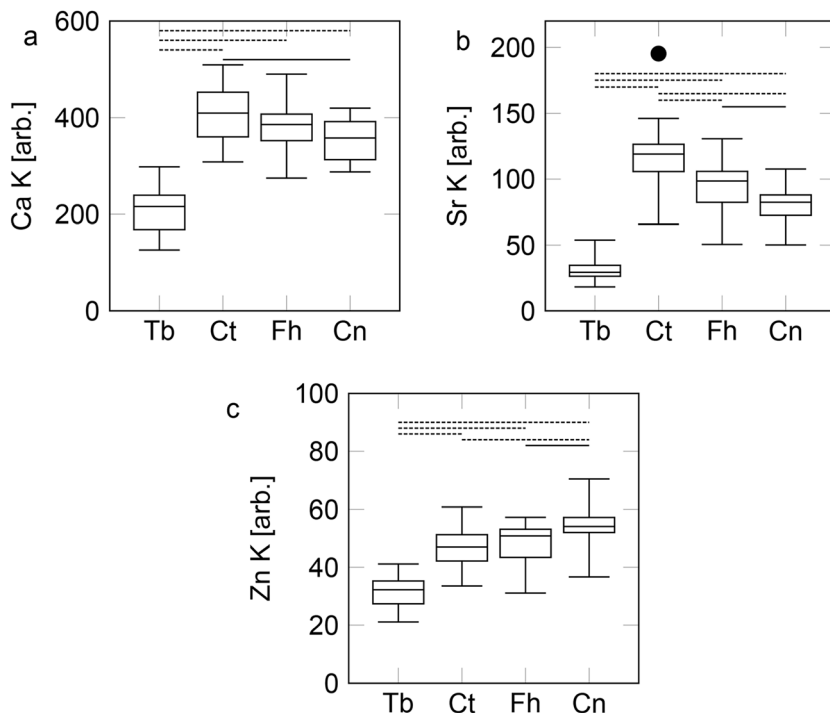 a
Ca K [arb.]
600
400
200
0
Tb Ct Fh Cn
b
Sr K [arb.]
200
150
100
50
0
Tb Ct Fh Cn
c
Zn K [arb.]
100
80
60
40
20
0
Tb Ct Fh Cn